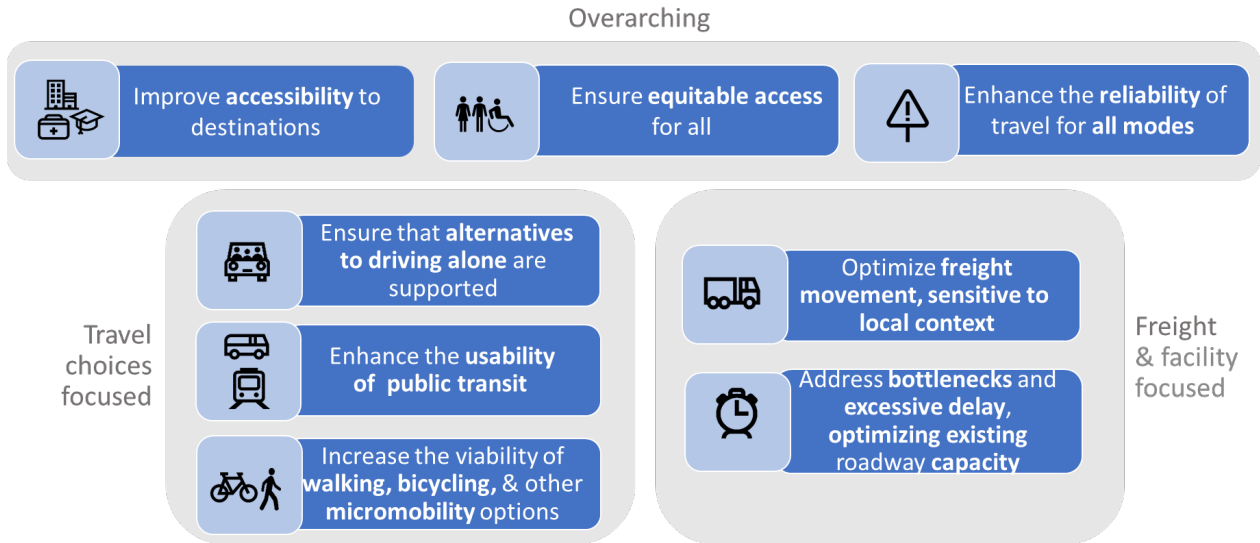 Overarching
Improve accessibility to
destinations
Ensure equitable access
for all
Enhance the reliability of
travel for all modes
Travel
choices
focused
Ensure that alternatives
to driving alone are
supported
Enhance the usability
of public transit
Increase the viability of
walking, bicycling, & other
micromobility options
Optimize freight
movement, sensitive to
local context
Address bottlenecks and
excessive delay,
optimizing existing
roadway capacity
Freight
& facility
focused